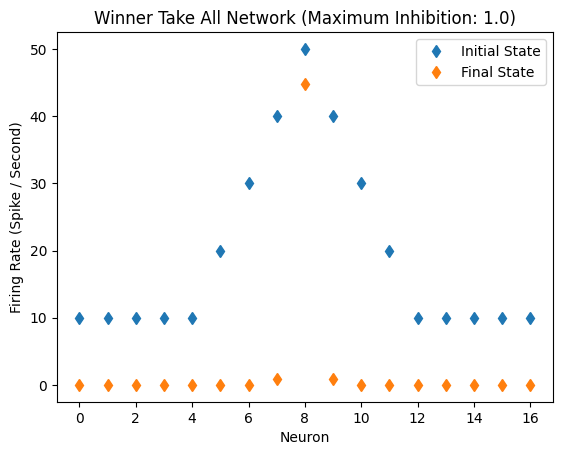 Winner Take All Network (Maximum Inhibition: 1.0)
Initial State
Final State
50
40
30
20
10
0
Firing Rate (Spike / Second)
0 2 4 6 8 10 12 14 16
Neuron